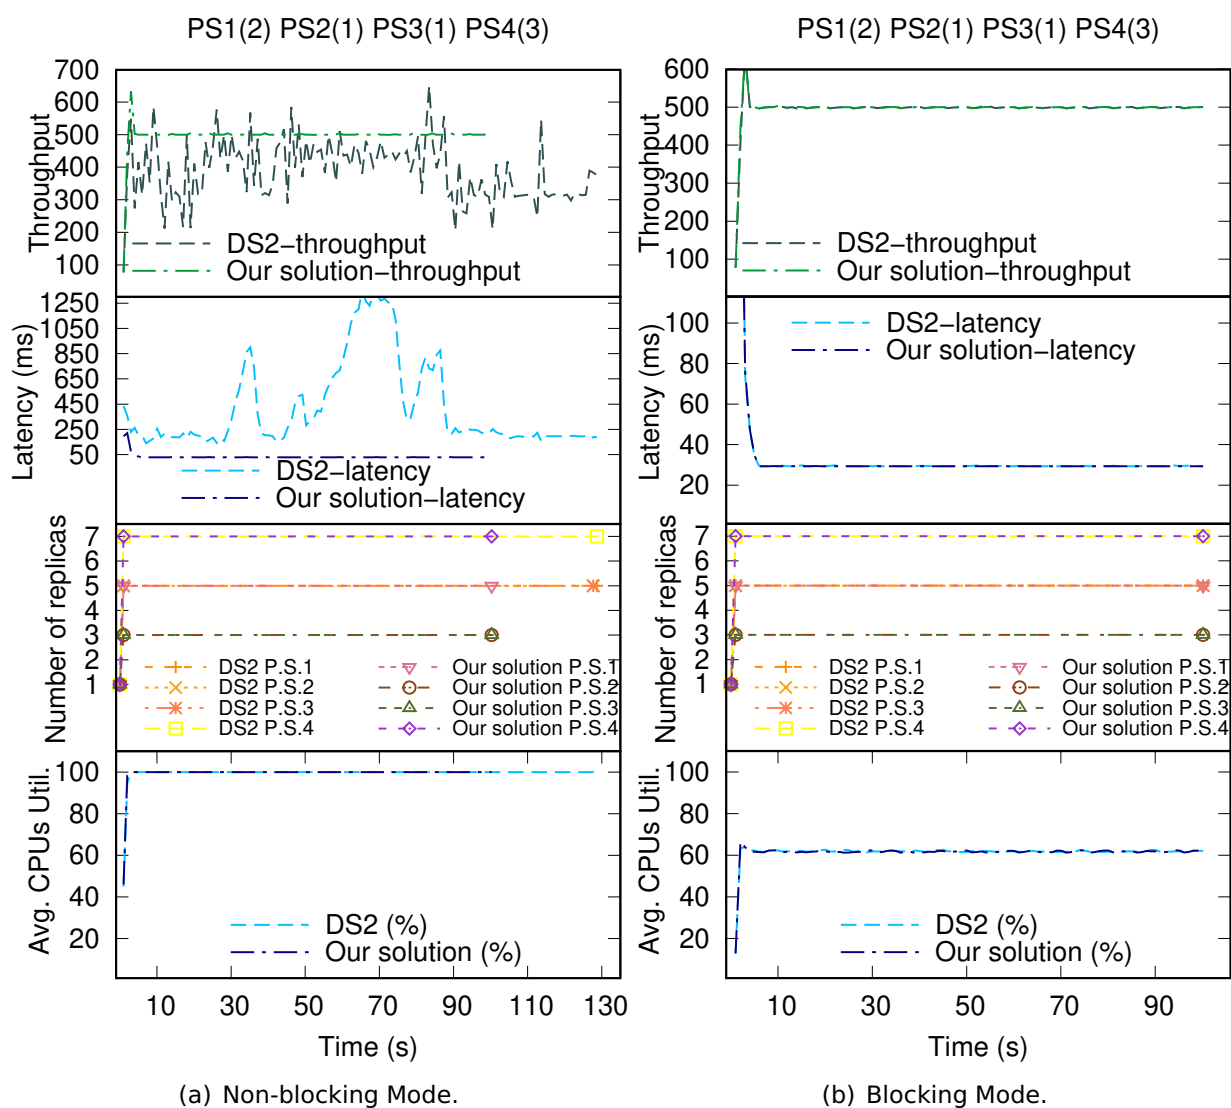 PS1(2) PS2(1) PS3(1) PS4(3)
Throughput
700
600
500
400
300
200
100
DS2-throughput
Our solution-throughput
Latency (ms)
1250
1050
850
650
450
250
50
DS2-latency
Our solution-latency
Number of replicas
7
6
5
4
3
2
1
DS2 P.S.1
DS2 P.S.2
DS2 P.S.3
DS2 P.S.4
Our solution P.S.1
Our solution P.S.2
Our solution P.S.3
Our solution P.S.4
Avg. CPUs Util.
100
80
60
40
20
DS2 (%)
Our solution (%)
10 30 50 70 90 110 130
Time (s)
(a) Non-blocking Mode.
PS1(2) PS2(1) PS3(1) PS4(3)
Throughput
600
500
400
300
200
100
DS2-throughput
Our solution-throughput
Latency (ms)
100
80
60
40
20
DS2-latency
Our solution-latency
Number of replicas
7
6
5
4
3
2
1
DS2 P.S.1
DS2 P.S.2
DS2 P.S.3
DS2 P.S.4
Our solution P.S.1
Our solution P.S.2
Our solution P.S.3
Our solution P.S.4
Avg. CPUs Util.
100
80
60
40
20
DS2 (%)
Our solution (%)
10 30 50 70 90
Time (s)
(b) Blocking Mode.